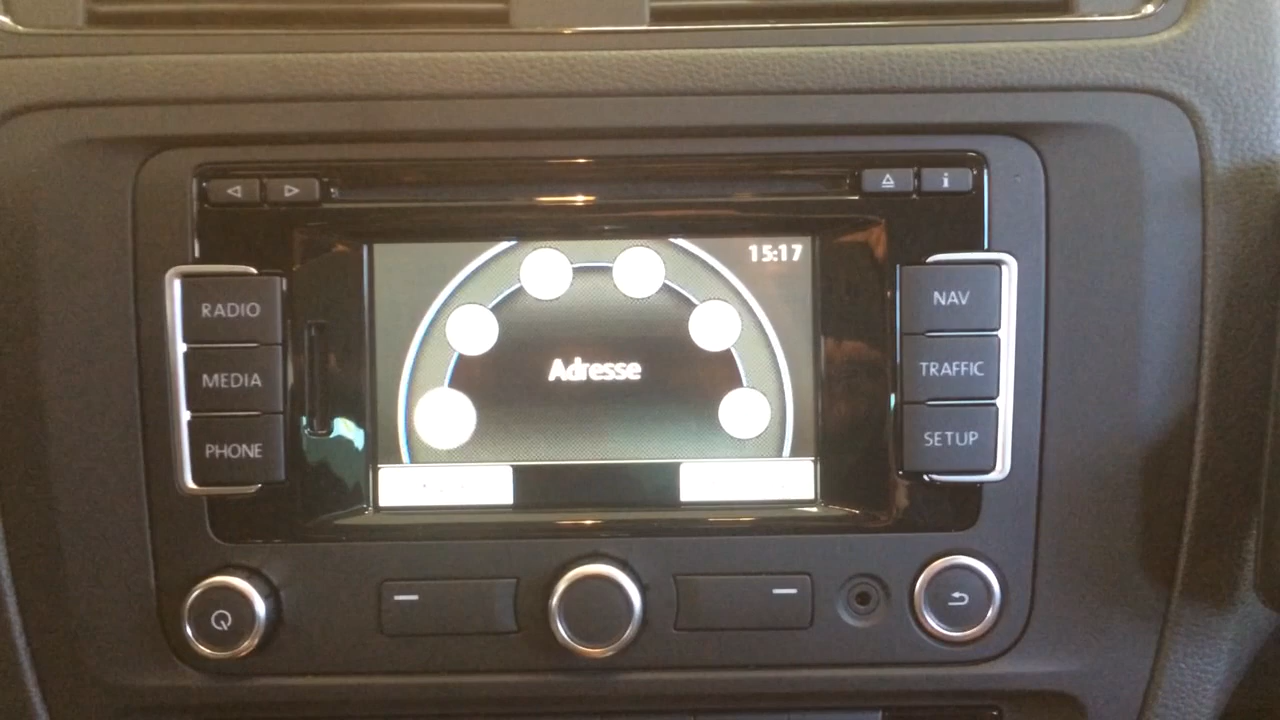 i
15:17
RADIO
NAV
Adresse
MEDIA
TRAFFIC
PHONE
SETUP